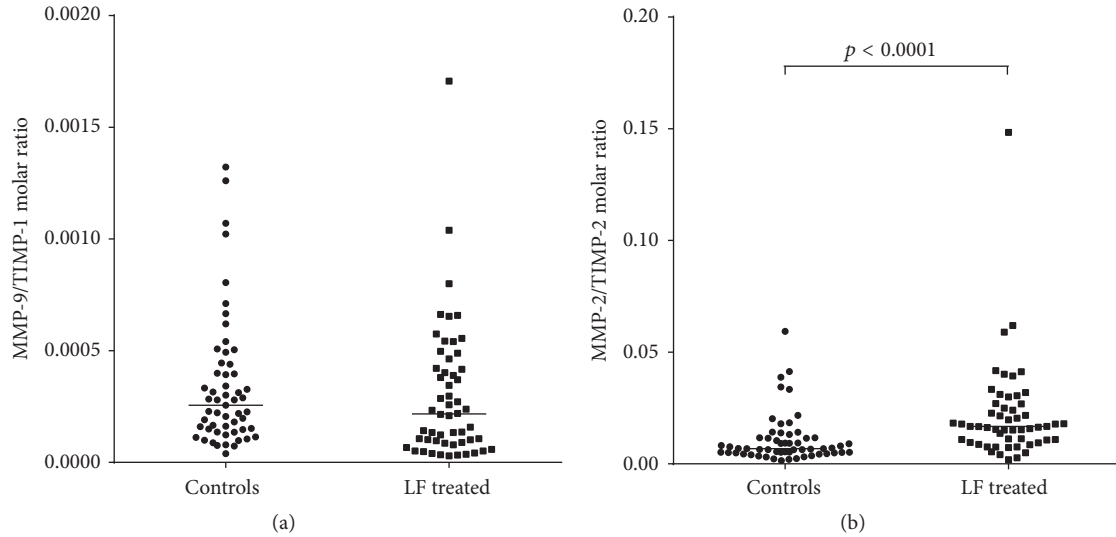 MMP-9/TIMP-1 molar ratio
0.0020
0.0015
0.0010
0.0005
0.0000
Controls
LF treated
(a)
MMP-2/TIMP-2 molar ratio
0.20
0.15
0.10
0.05
0.00
p < 0.0001
Controls
LF treated
(b)